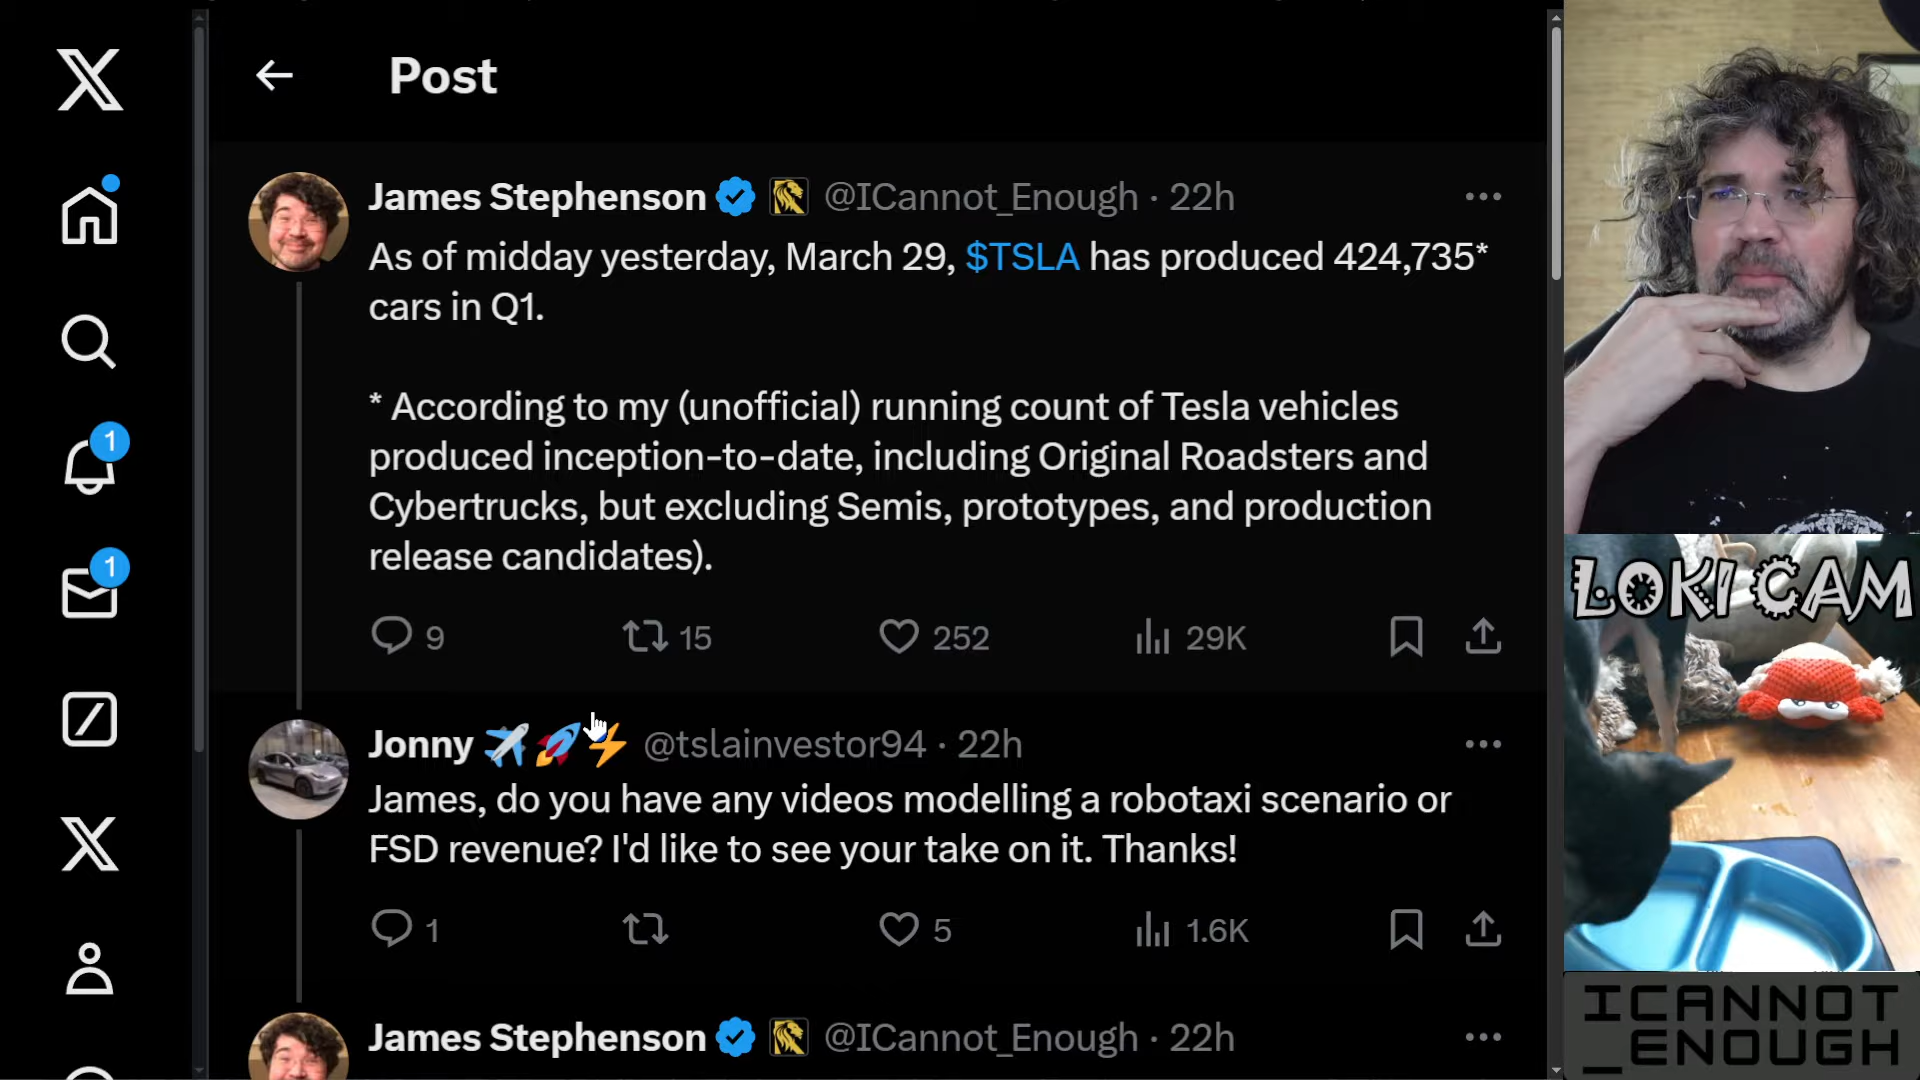 Post
James Stephenson @ICannot_Enough · 22h
As of midday yesterday, March 29, $TSLA has produced 424,735*
cars in Q1.
* According to my (unofficial) running count of Tesla vehicles
produced inception-to-date, including Original Roadsters and
Cybertrucks, but excluding Semis, prototypes, and production
release candidates).
9 15 252 29K
1
1
Jonny ✈️🚀⚡ @tslainvestor94 · 22h
James, do you have any videos modelling a robotaxi scenario or
FSD revenue? I'd like to see your take on it. Thanks!
1 5 1.6K
James Stephenson @ICannot_Enough · 22h
LOKI CAM
ICANNOT
_ENOUGH